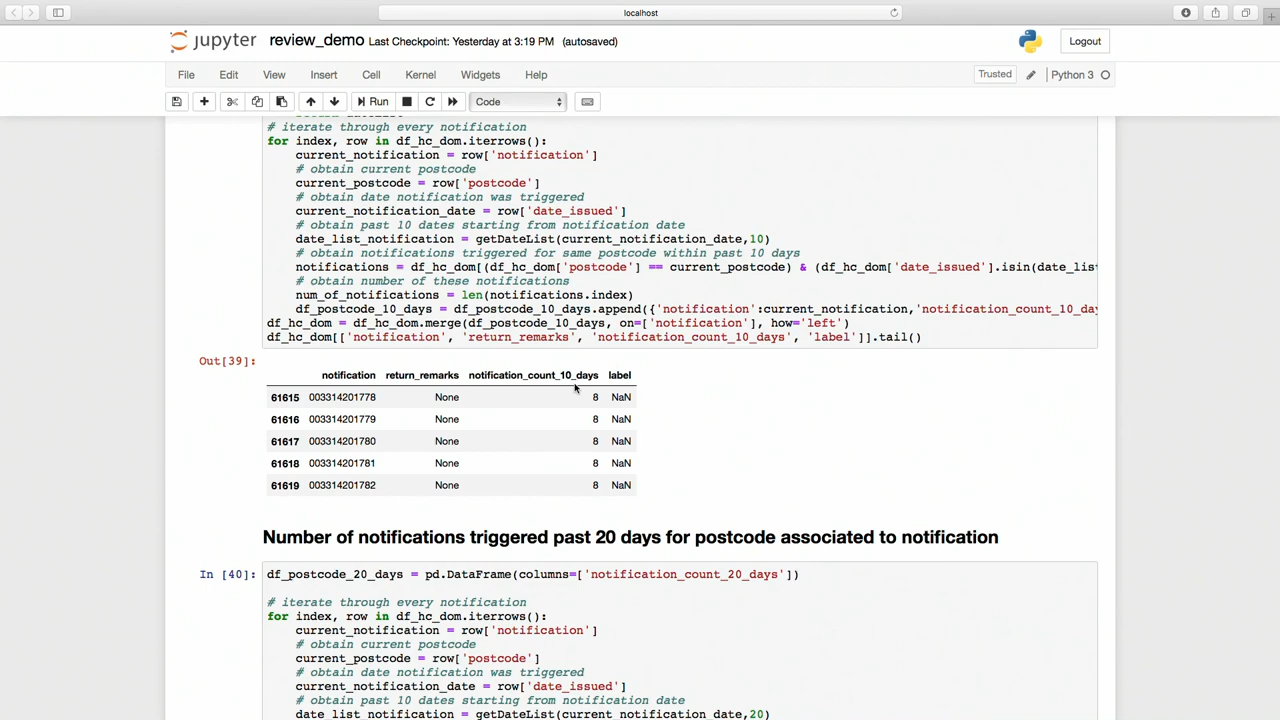 localhost
jupyter review_demo Last Checkpoint: Yesterday at 3:19 PM (autosaved)
Logout
File Edit View Insert Cell Kernel Widgets Help
Trusted Python 3
Run Code
# iterate through every notification
for index, row in df_hc_dom.iterrows():
    current_notification = row['notification']
    # obtain current postcode
    current_postcode = row['postcode']
    # obtain date notification was triggered
    current_notification_date = row['date_issued']
    # obtain past 10 dates starting from notification date
    date_list_notification = getDateList(current_notification_date,10)
    # obtain notifications triggered for same postcode within past 10 days
    notifications = df_hc_dom[(df_hc_dom['postcode'] == current_postcode) & (df_hc_dom['date_issued'].isin(date_lis
    # obtain number of these notifications
    num_of_notifications = len(notifications.index)
    df_postcode_10_days = df_postcode_10_days.append({'notification':current_notification,'notification_count_10_da
df_hc_dom = df_hc_dom.merge(df_postcode_10_days, on=['notification'], how='left')
df_hc_dom[['notification', 'return_remarks', 'notification_count_10_days', 'label']].tail()
Out[39]:
notification return_remarks notification_count_10_days label
61615 003314201778 None 8 NaN
61616 003314201779 None 8 NaN
61617 003314201780 None 8 NaN
61618 003314201781 None 8 NaN
61619 003314201782 None 8 NaN
Number of notifications triggered past 20 days for postcode associated to notification
In [40]: df_postcode_20_days = pd.DataFrame(columns=['notification_count_20_days'])
# iterate through every notification
for index, row in df_hc_dom.iterrows():
    current_notification = row['notification']
    # obtain current postcode
    current_postcode = row['postcode']
    # obtain date notification was triggered
    current_notification_date = row['date_issued']
    # obtain past 10 dates starting from notification date
    date_list_notification = getDateList(current_notification_date,20)